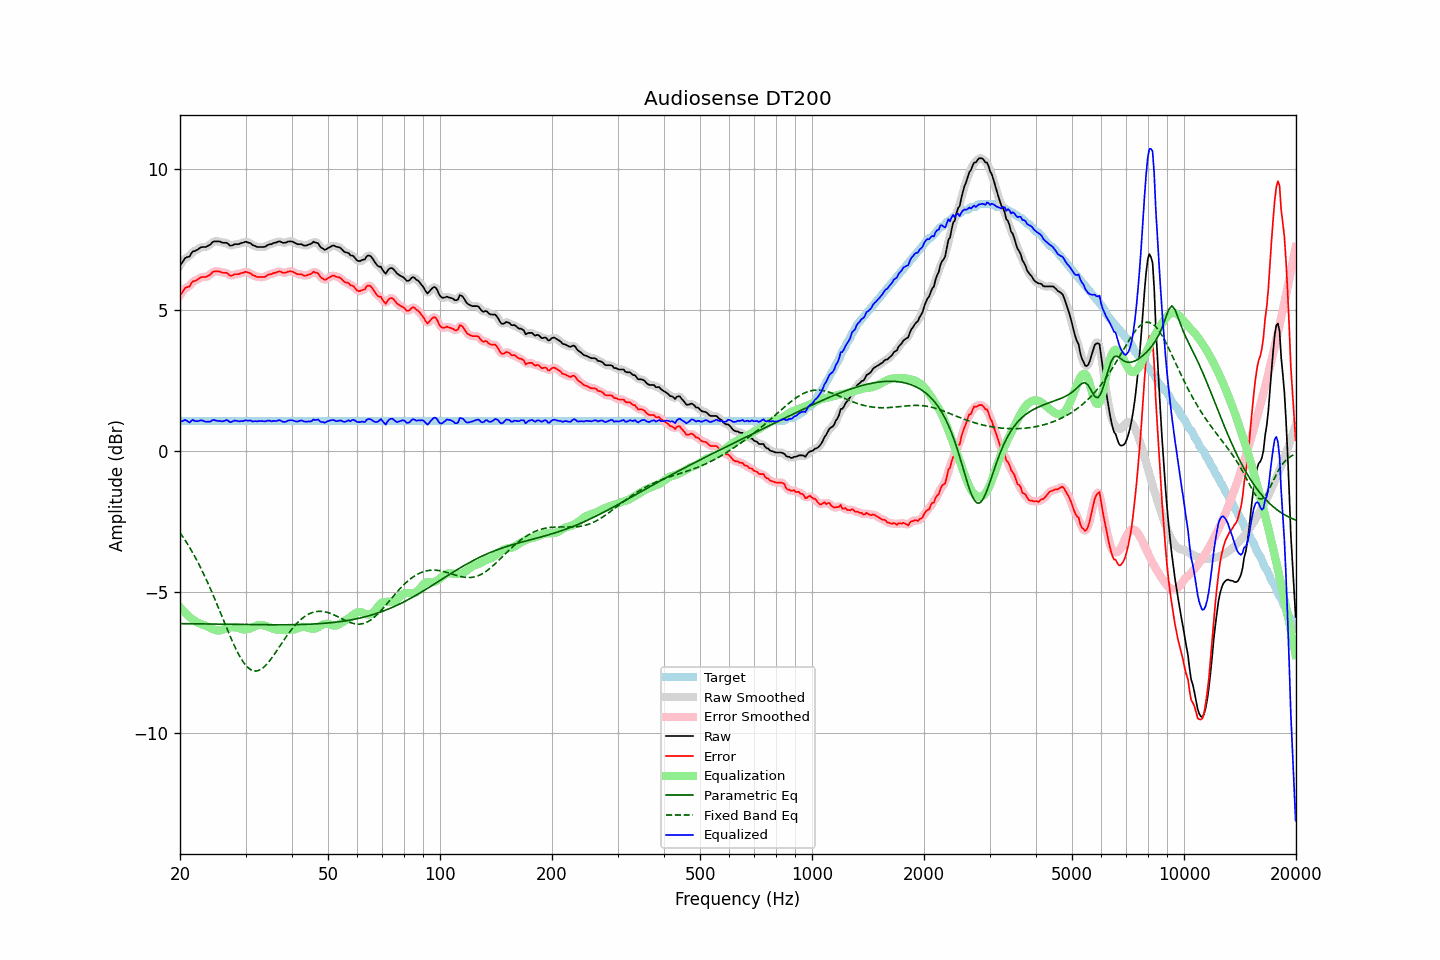 Audiosense DT200
Amplitude (dBr)
10
5
0
−5
−10
Target
Raw Smoothed
Error Smoothed
Raw
Error
Equalization
Parametric Eq
Fixed Band Eq
Equalized
20 50 100 200 500 1000 2000 5000 10000 20000
Frequency (Hz)